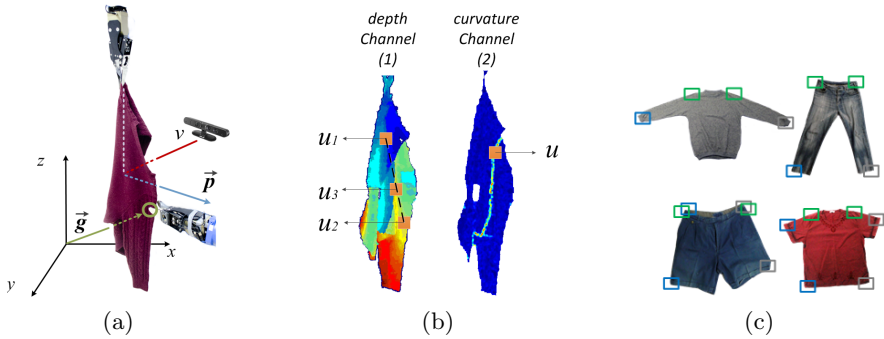 z
v
p
g
x
y
(a)
depth
Channel
(1)
curvature
Channel
(2)
u1
u3
u2
u
(b)
(c)